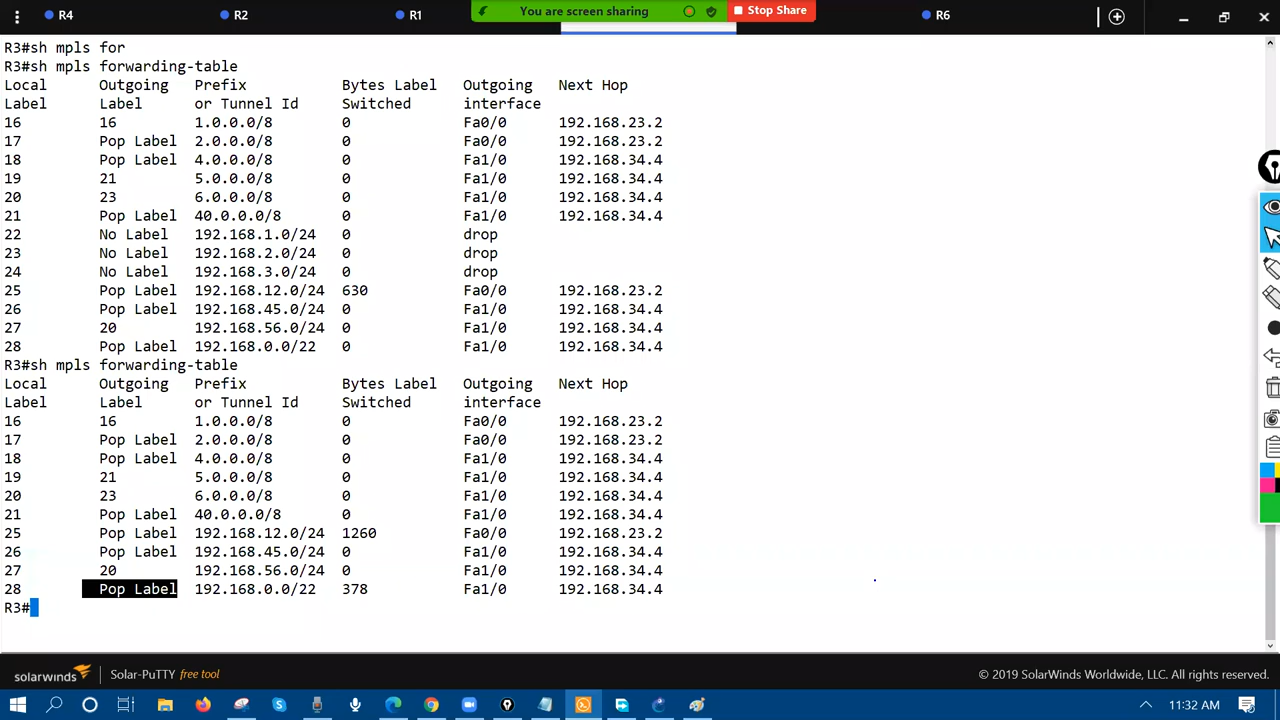 R4
R2
R1
You are screen sharing
Stop Share
R6
R3#sh mpls for
R3#sh mpls forwarding-table
Local Outgoing Prefix Bytes Label Outgoing Next Hop
Label Label or Tunnel Id Switched interface
16 16 1.0.0.0/8 0 Fa0/0 192.168.23.2
17 Pop Label 2.0.0.0/8 0 Fa0/0 192.168.23.2
18 Pop Label 4.0.0.0/8 0 Fa1/0 192.168.34.4
19 21 5.0.0.0/8 0 Fa1/0 192.168.34.4
20 23 6.0.0.0/8 0 Fa1/0 192.168.34.4
21 Pop Label 40.0.0.0/8 0 Fa1/0 192.168.34.4
22 No Label 192.168.1.0/24 0 drop
23 No Label 192.168.2.0/24 0 drop
24 No Label 192.168.3.0/24 0 drop
25 Pop Label 192.168.12.0/24 630 Fa0/0 192.168.23.2
26 Pop Label 192.168.45.0/24 0 Fa1/0 192.168.34.4
27 20 192.168.56.0/24 0 Fa1/0 192.168.34.4
28 Pop Label 192.168.0.0/22 0 Fa1/0 192.168.34.4
R3#sh mpls forwarding-table
Local Outgoing Prefix Bytes Label Outgoing Next Hop
Label Label or Tunnel Id Switched interface
16 16 1.0.0.0/8 0 Fa0/0 192.168.23.2
17 Pop Label 2.0.0.0/8 0 Fa0/0 192.168.23.2
18 Pop Label 4.0.0.0/8 0 Fa1/0 192.168.34.4
19 21 5.0.0.0/8 0 Fa1/0 192.168.34.4
20 23 6.0.0.0/8 0 Fa1/0 192.168.34.4
21 Pop Label 40.0.0.0/8 0 Fa1/0 192.168.34.4
25 Pop Label 192.168.12.0/24 1260 Fa0/0 192.168.23.2
26 Pop Label 192.168.45.0/24 0 Fa1/0 192.168.34.4
27 20 192.168.56.0/24 0 Fa1/0 192.168.34.4
28 Pop Label 192.168.0.0/22 378 Fa1/0 192.168.34.4
R3#
solarwinds
Solar-PuTTY free tool
© 2019 SolarWinds Worldwide, LLC. All rights reserved.
11:32 AM